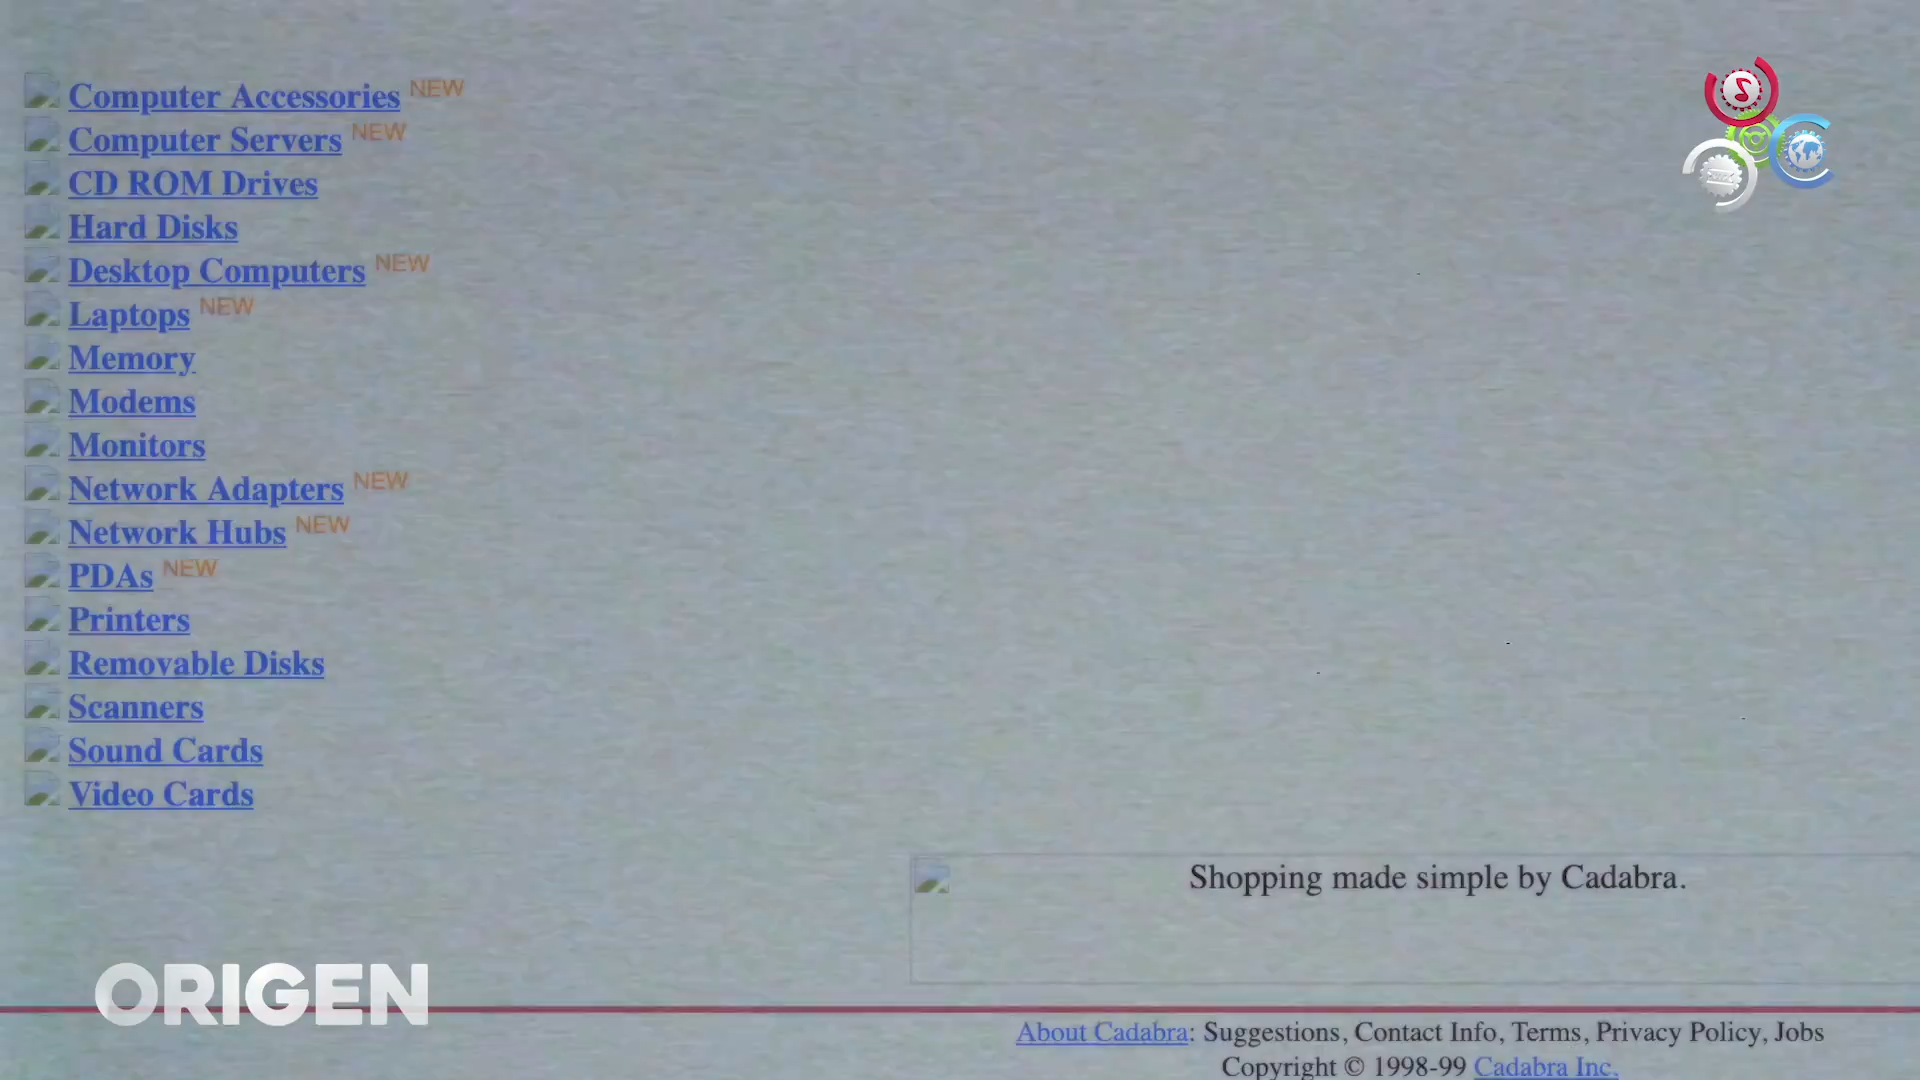 Computer Accessories NEW
Computer Servers NEW
CD ROM Drives
Hard Disks
Desktop Computers NEW
Laptops NEW
Memory
Modems
Monitors
Network Adapters NEW
Network Hubs NEW
PDAs NEW
Printers
Removable Disks
Scanners
Sound Cards
Video Cards
Shopping made simple by Cadabra.
ORIGEN
About Cadabra: Suggestions, Contact Info, Terms, Privacy Policy, Jobs
Copyright © 1998-99 Cadabra Inc.